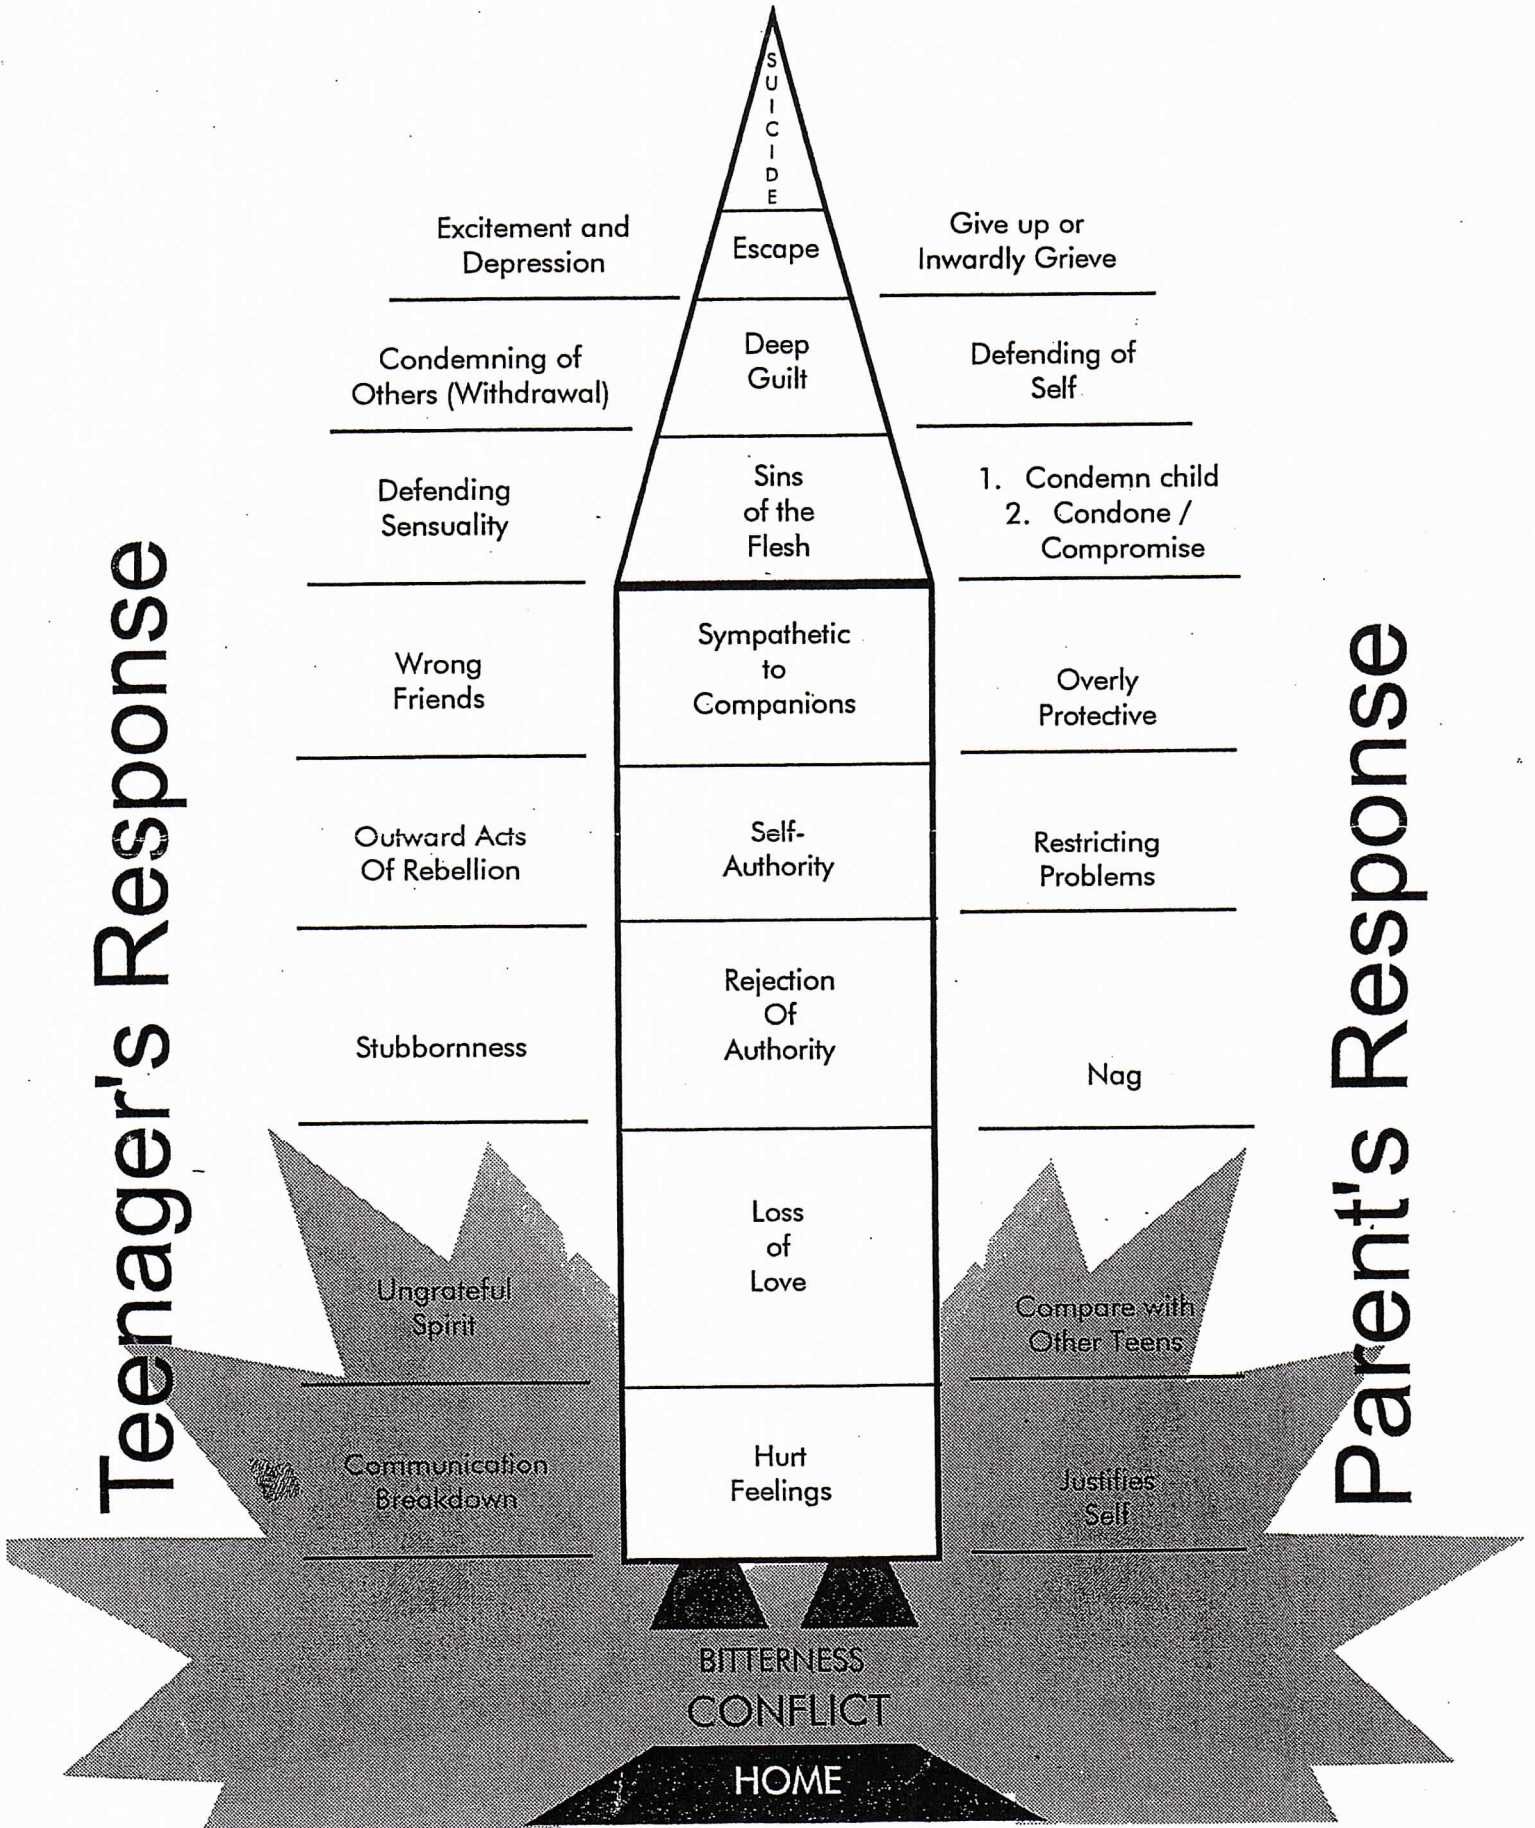 SUICIDE
Excitement and
Depression
Escape
Give up or
Inwardly Grieve
Condemning of
Others (Withdrawal)
Deep
Guilt
Defending of
Self
Defending
Sensuality
Sins
of the
Flesh
1. Condemn child
2. Condone /
Compromise
Wrong
Friends
Sympathetic
to
Companions
Overly
Protective
Outward Acts
Of Rebellion
Self-
Authority
Restricting
Problems
Stubbornness
Rejection
Of
Authority
Nag
Ungrateful
Spirit
Loss
of
Love
Compare with
Other Teens
Communication
Breakdown
Hurt
Feelings
Justifies
Self
Teenager's Response
Parent's Response
BITTERNESS
CONFLICT
HOME